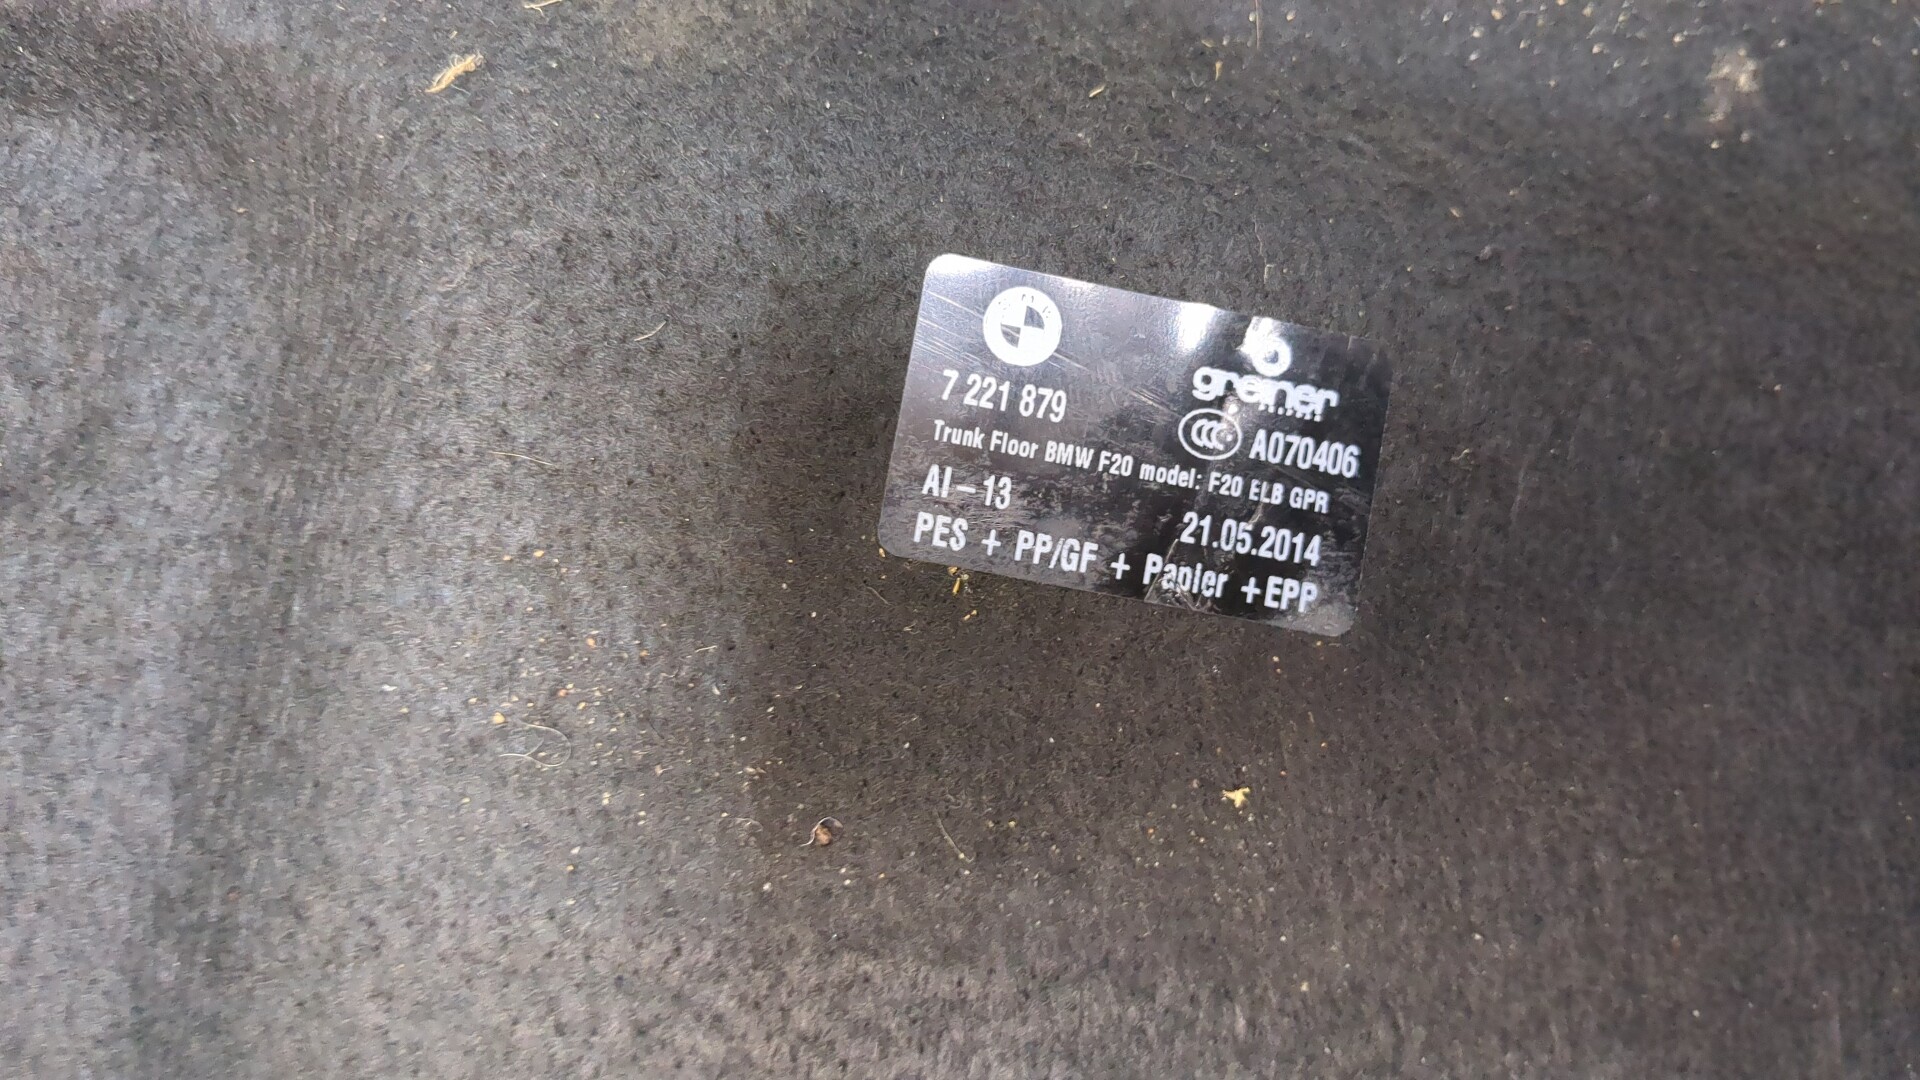 greiner
7 221 879
CCC A070406
Trunk Floor BMW F20 model: F20 ELB GPR
AI-13
21.05.2014
PES + PP/GF + Papier +EPP